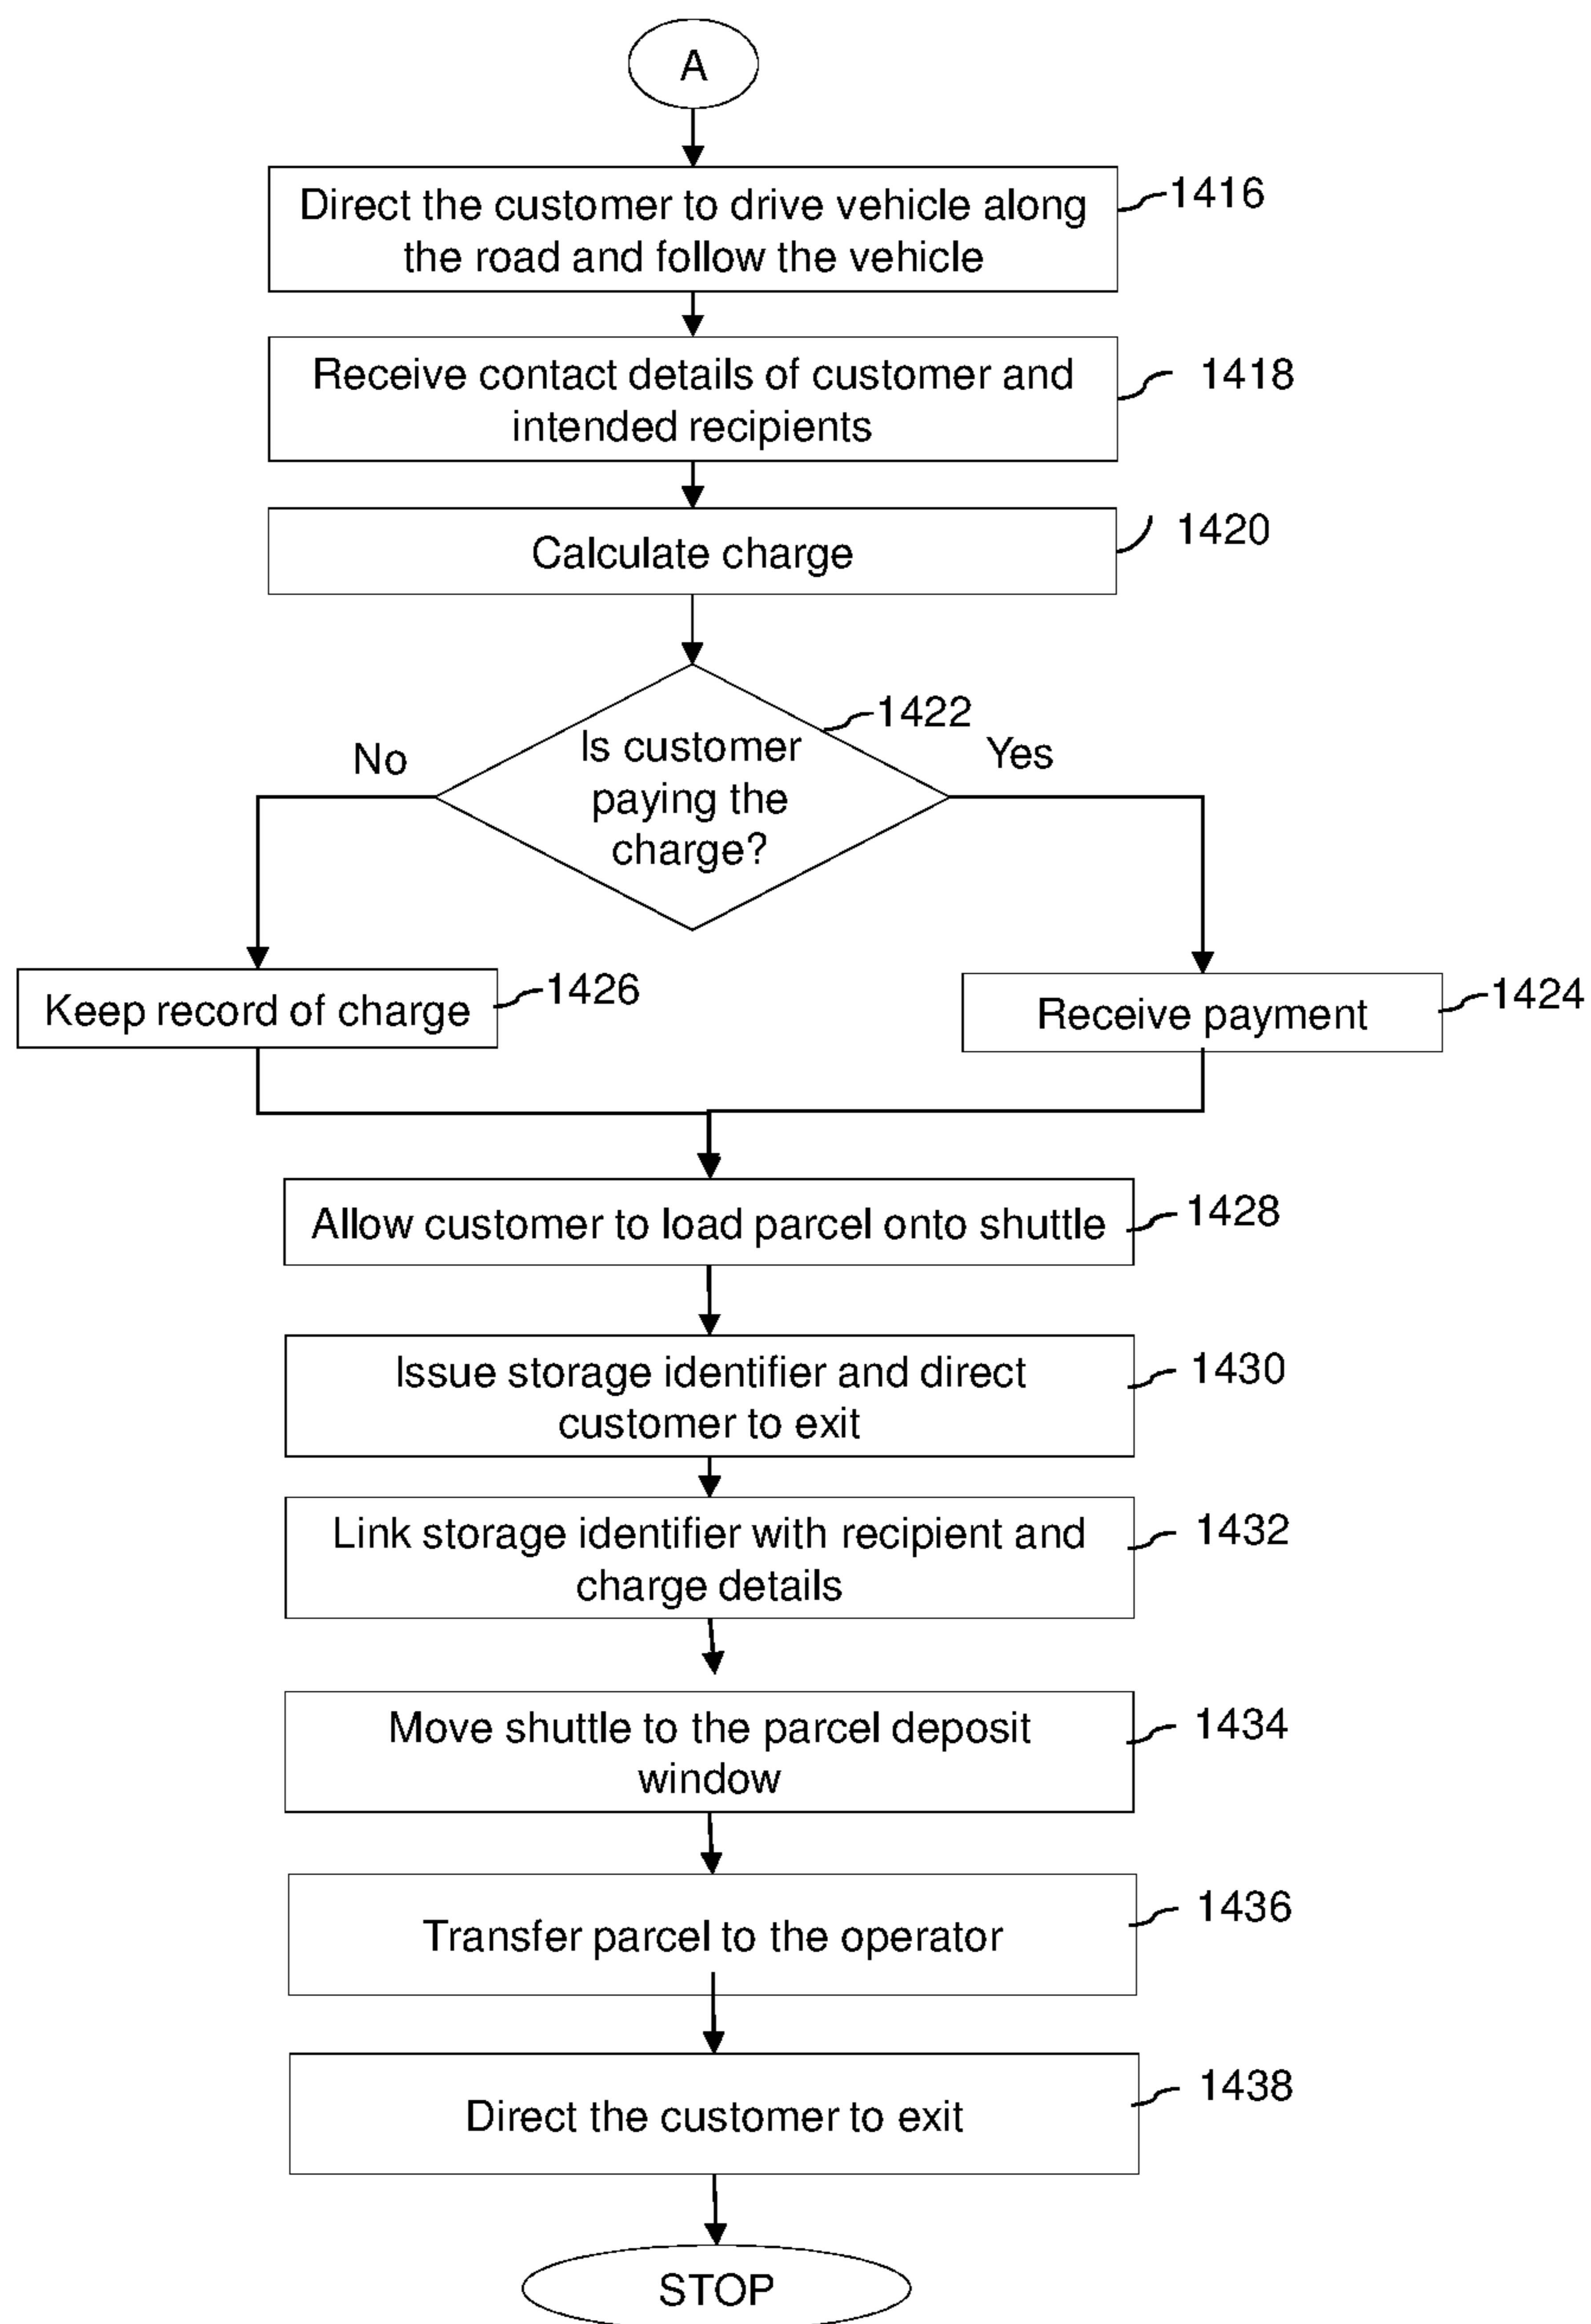 A
Direct the customer to drive vehicle along
the road and follow the vehicle
1416
Receive contact details of customer and
intended recipients
1418
Calculate charge
1420
1422
Is customer
paying the
charge?
No
Yes
Keep record of charge
1426
Receive payment
1424
Allow customer to load parcel onto shuttle
1428
Issue storage identifier and direct
customer to exit
1430
Link storage identifier with recipient and
charge details
1432
Move shuttle to the parcel deposit
window
1434
Transfer parcel to the operator
1436
Direct the customer to exit
1438
STOP